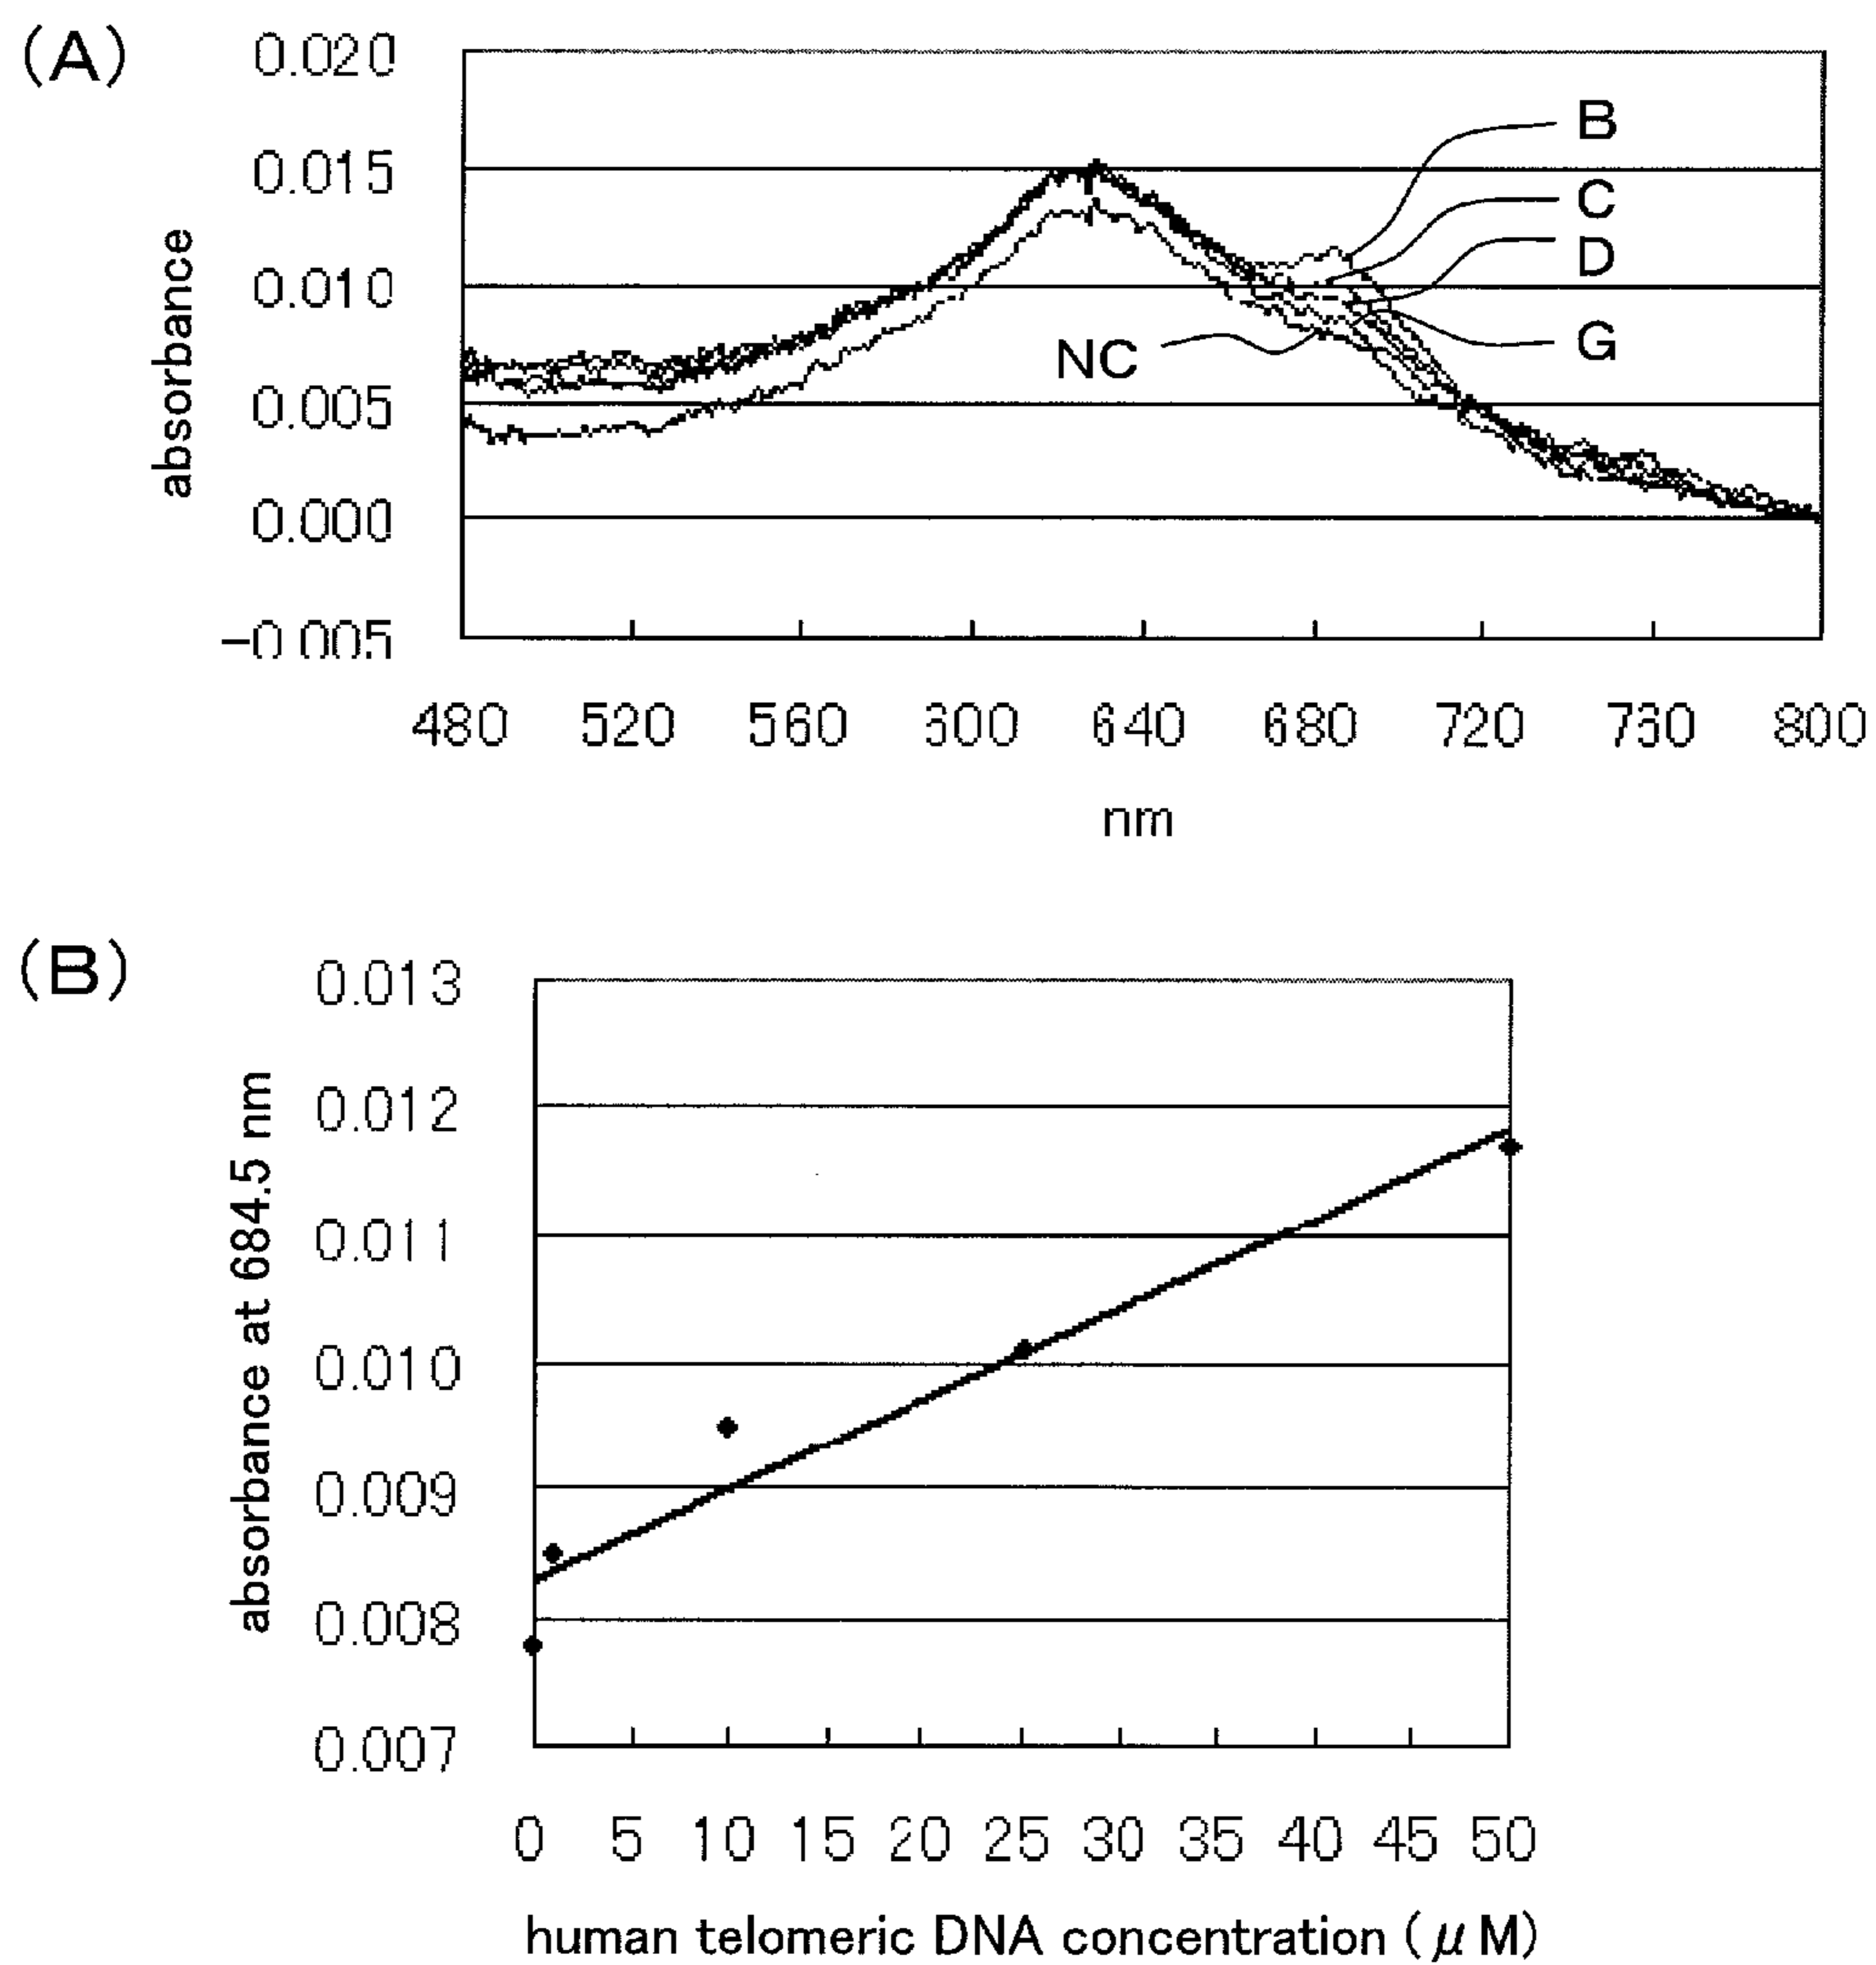 (A)
0.020
0.015
0.010
0.005
0.000
-0.005
absorbance
B
C
D
G
NC
480 520 560 600 640 680 720 760 800
nm
(B)
0.013
0.012
0.011
0.010
0.009
0.008
0.007
absorbance at 684.5 nm
0 5 10 15 20 25 30 35 40 45 50
human telomeric DNA concentration (μM)